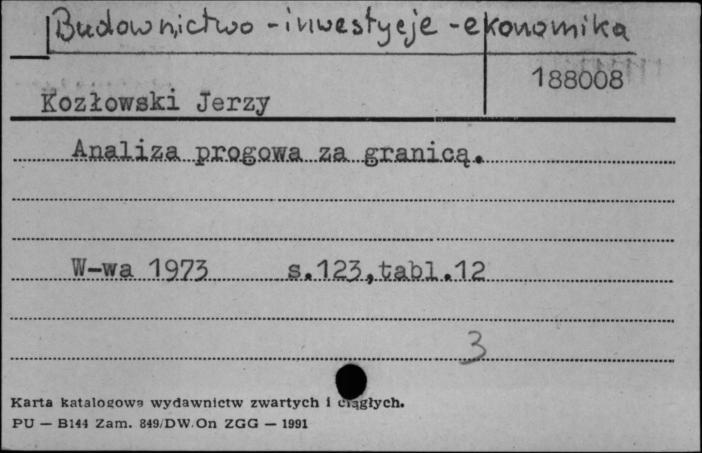 Budownictwo - inwestycje - ekonomika
188008
Kozłowski Jerzy
Analiza progowa za granicą.
W-wa 1973 s.123,tabl.12
3
Karta katalogowa wydawnictw zwartych i ciągłych.
PU — B144 Zam. 849/DW.On ZGG — 1991